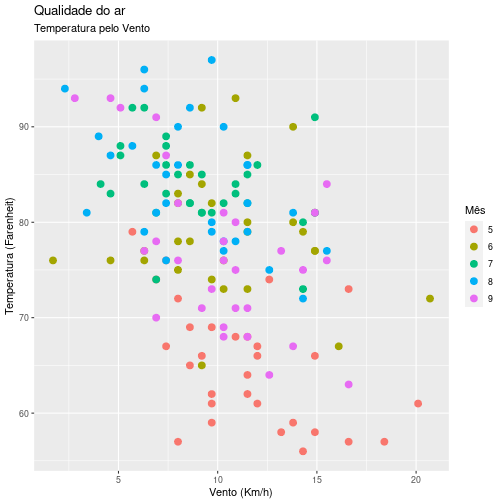 Qualidade do ar
Temperatura pelo Vento
Temperatura (Farenheit)
90
80
70
60
5
10
15
20
Vento (Km/h)
Mês
5
6
7
8
9